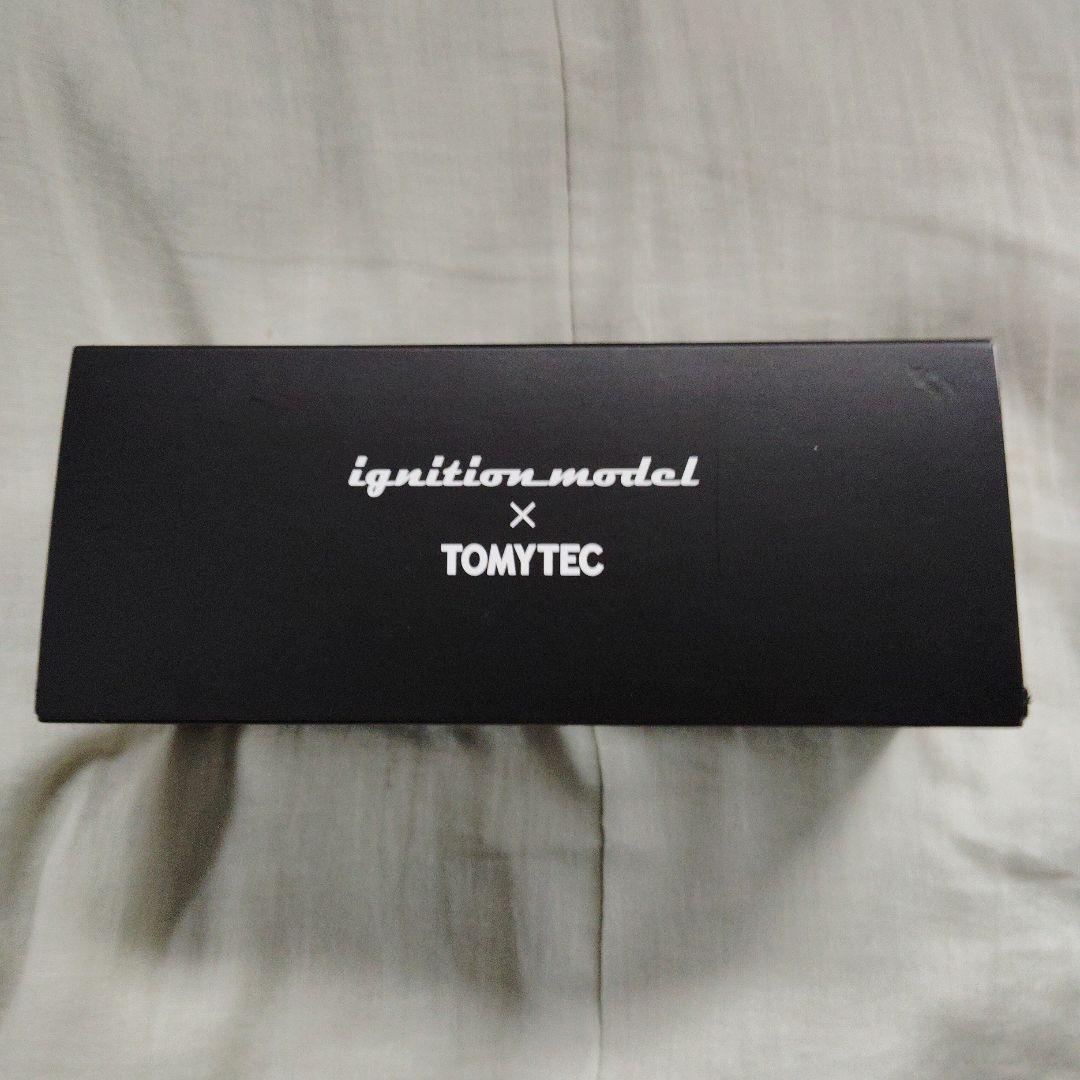 ignition model
×
TOMYTEC